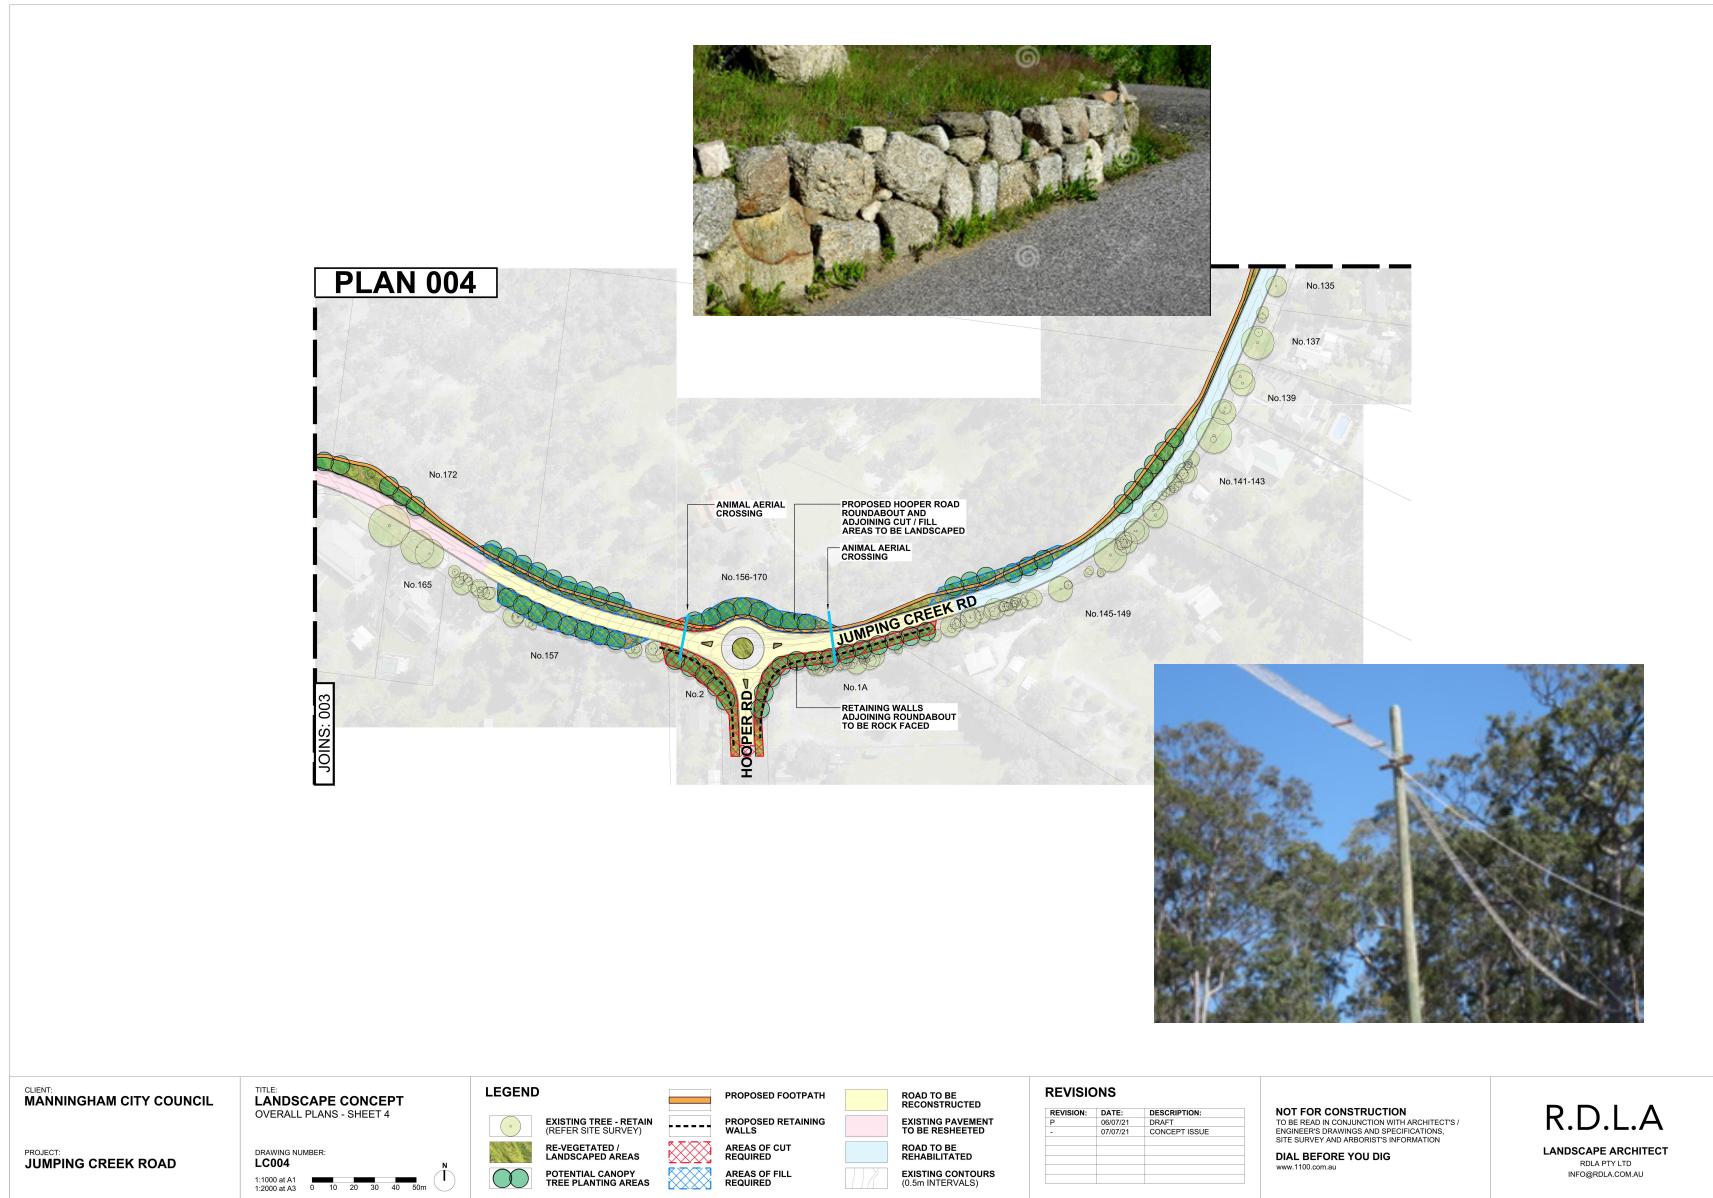 PLAN 004
No.135
No.137
No.139
No.172
No.141-143
ANIMAL AERIAL
CROSSING
PROPOSED HOOPER ROAD
ROUNDABOUT AND
ADJOINING CUT / FILL
AREAS TO BE LANDSCAPED
ANIMAL AERIAL
CROSSING
No.156-170
No.165
JUMPING CREEK RD
No.145-149
No.157
No.2
No.1A
HOOPER RD
RETAINING WALLS
ADJOINING ROUNDABOUT
TO BE ROCK FACED
JOINS: 003
CLIENT:
MANNINGHAM CITY COUNCIL
PROJECT:
JUMPING CREEK ROAD
TITLE:
LANDSCAPE CONCEPT
OVERALL PLANS - SHEET 4
DRAWING NUMBER:
LC004
1:1000 at A1
1:2000 at A3
0 10 20 30 40 50m
N
LEGEND
EXISTING TREE - RETAIN
(REFER SITE SURVEY)
RE-VEGETATED /
LANDSCAPED AREAS
POTENTIAL CANOPY
TREE PLANTING AREAS
PROPOSED FOOTPATH
PROPOSED RETAINING
WALLS
AREAS OF CUT
REQUIRED
AREAS OF FILL
REQUIRED
ROAD TO BE
RECONSTRUCTED
EXISTING PAVEMENT
TO BE RESHEETED
ROAD TO BE
REHABILITATED
EXISTING CONTOURS
(0.5m INTERVALS)
REVISIONS
REVISION: DATE: DESCRIPTION:
P 06/07/21 DRAFT
- 07/07/21 CONCEPT ISSUE
NOT FOR CONSTRUCTION
TO BE READ IN CONJUNCTION WITH ARCHITECT'S /
ENGINEER'S DRAWINGS AND SPECIFICATIONS,
SITE SURVEY AND ARBORIST'S INFORMATION
DIAL BEFORE YOU DIG
www.1100.com.au
R.D.L.A
LANDSCAPE ARCHITECT
RDLA PTY LTD
INFO@RDLA.COM.AU